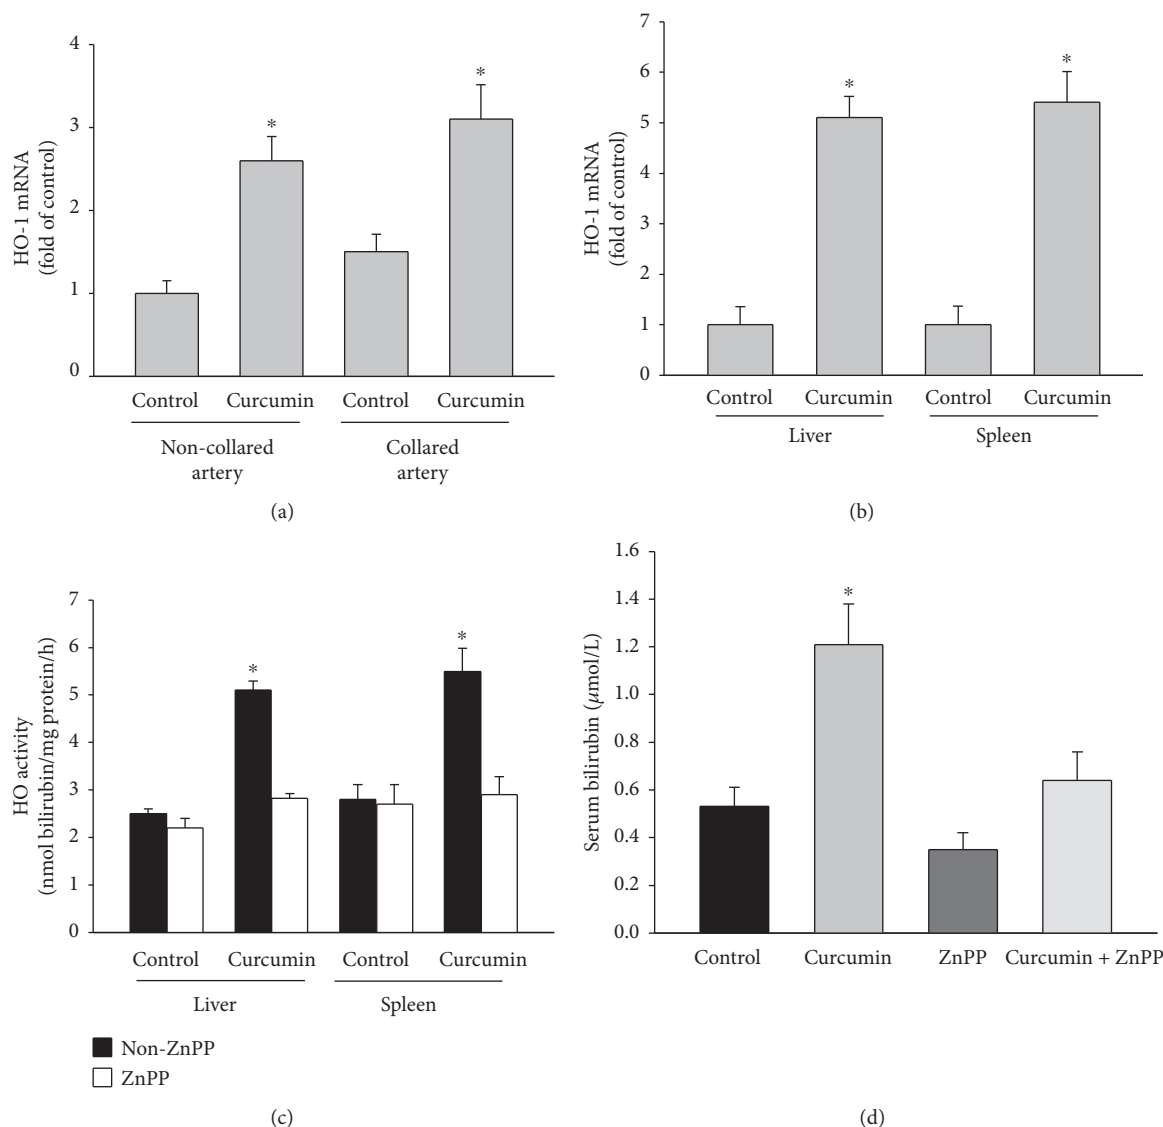 HO-1 mRNA
(fold of control)
4
3
2
1
0
*
*
Control
Curcumin
Control
Curcumin
Non-collared
artery
Collared
artery
(a)
HO-1 mRNA
(fold of control)
7
6
5
4
3
2
1
0
*
*
Control
Curcumin
Control
Curcumin
Liver
Spleen
(b)
HO activity
(nmol bilirubin/mg protein/h)
7
6
5
4
3
2
1
0
*
*
Control
Curcumin
Control
Curcumin
Liver
Spleen
Non-ZnPP
ZnPP
(c)
Serum bilirubin (μmol/L)
1.6
1.4
1.2
1.0
0.8
0.6
0.4
0.2
0.0
*
Control
Curcumin
ZnPP
Curcumin + ZnPP
(d)